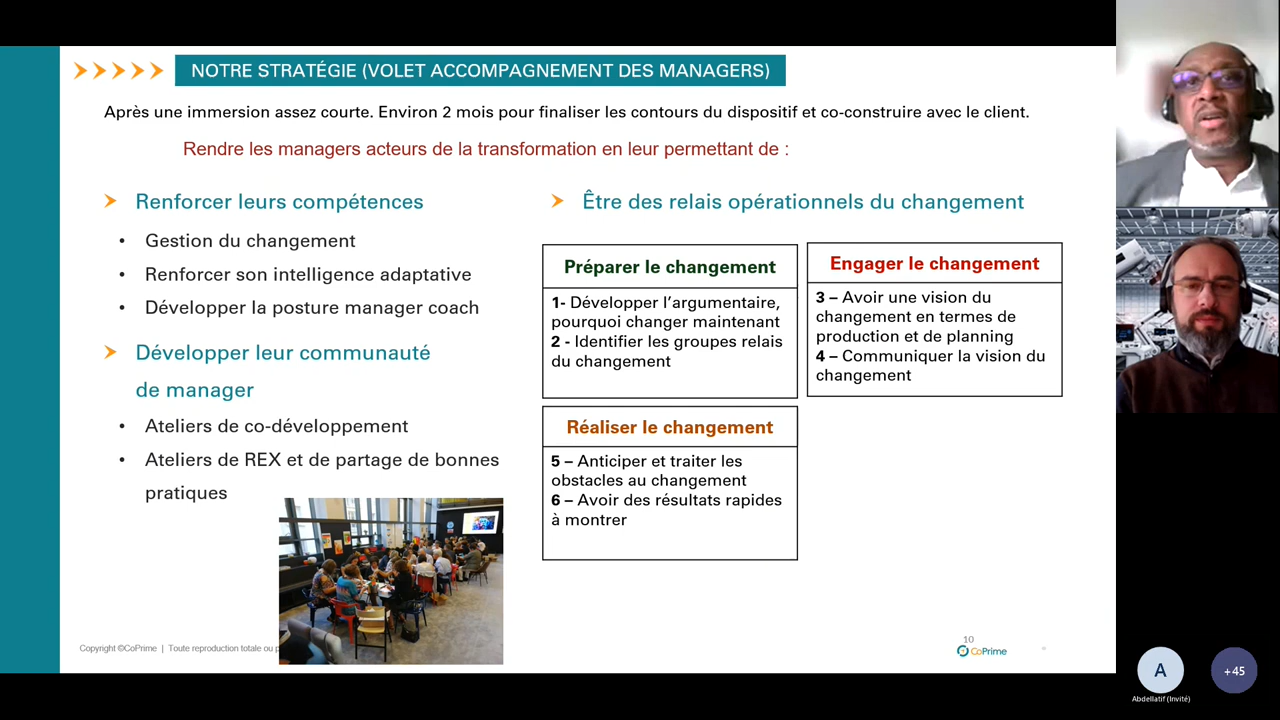 NOTRE STRATÉGIE (VOLET ACCOMPAGNEMENT DES MANAGERS)
Après une immersion assez courte. Environ 2 mois pour finaliser les contours du dispositif et co-construire avec le client.
Rendre les managers acteurs de la transformation en leur permettant de :
Renforcer leurs compétences
• Gestion du changement
• Renforcer son intelligence adaptative
• Développer la posture manager coach
Développer leur communauté
de manager
• Ateliers de co-développement
• Ateliers de REX et de partage de bonnes
pratiques
Être des relais opérationnels du changement
Préparer le changement
1- Développer l’argumentaire,
pourquoi changer maintenant
2 - Identifier les groupes relais
du changement
Engager le changement
3 – Avoir une vision du
changement en termes de
production et de planning
4 – Communiquer la vision du
changement
Réaliser le changement
5 – Anticiper et traiter les
obstacles au changement
6 – Avoir des résultats rapides
à montrer
Copyright ©CoPrime | Toute reproduction totale ou p
10
CoPrime
A
Abdellatif (Invité)
+45